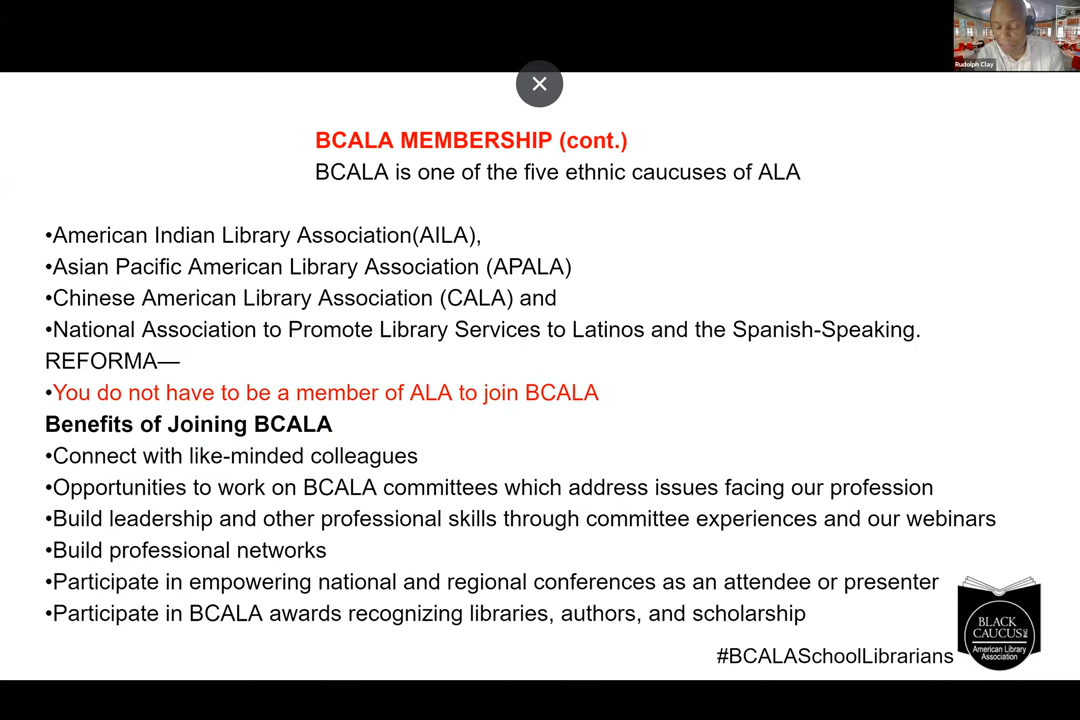 Rudolph Clay
BCALA MEMBERSHIP (cont.)
BCALA is one of the five ethnic caucuses of ALA
•American Indian Library Association(AILA),
•Asian Pacific American Library Association (APALA)
•Chinese American Library Association (CALA) and
•National Association to Promote Library Services to Latinos and the Spanish-Speaking.
REFORMA—
•You do not have to be a member of ALA to join BCALA
Benefits of Joining BCALA
•Connect with like-minded colleagues
•Opportunities to work on BCALA committees which address issues facing our profession
•Build leadership and other professional skills through committee experiences and our webinars
•Build professional networks
•Participate in empowering national and regional conferences as an attendee or presenter
•Participate in BCALA awards recognizing libraries, authors, and scholarship
BLACK
CAUCUS
American Library
Association
#BCALASchoolLibrarians